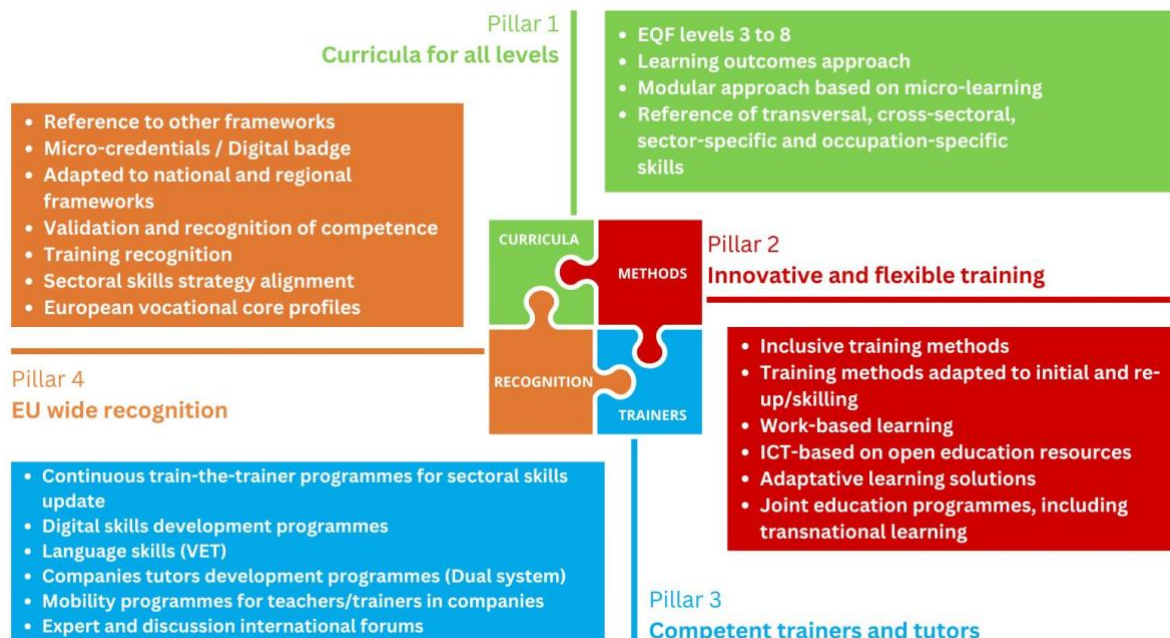 Pillar 1
Curricula for all levels
• EQF levels 3 to 8
• Learning outcomes approach
• Modular approach based on micro-learning
• Reference of transversal, cross-sectoral,
sector-specific and occupation-specific
skills
• Reference to other frameworks
• Micro-credentials / Digital badge
• Adapted to national and regional
frameworks
• Validation and recognition of competence
• Training recognition
• Sectoral skills strategy alignment
• European vocational core profiles
CURRICULA
METHODS
RECOGNITION
TRAINERS
Pillar 2
Innovative and flexible training
• Inclusive training methods
• Training methods adapted to initial and re-
up/skilling
• Work-based learning
• ICT-based on open education resources
• Adaptative learning solutions
• Joint education programmes, including
transnational learning
Pillar 4
EU wide recognition
• Continuous train-the-trainer programmes for sectoral skills
update
• Digital skills development programmes
• Language skills (VET)
• Companies tutors development programmes (Dual system)
• Mobility programmes for teachers/trainers in companies
• Expert and discussion international forums
Pillar 3
Competent trainers and tutors